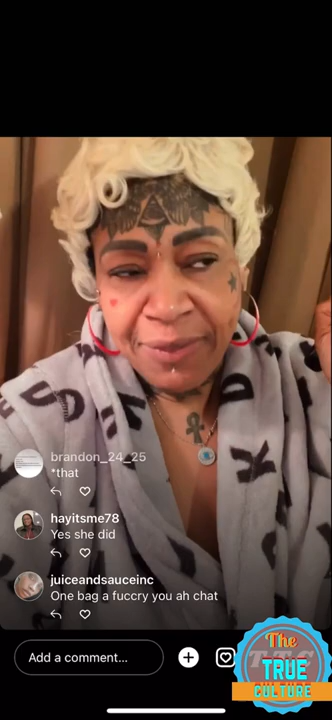 brandon_24_25
*that
hayitsme78
Yes she did
juiceandsauceinc
One bag a fuccry you ah chat
Add a comment...
The
TRUE
CULTURE